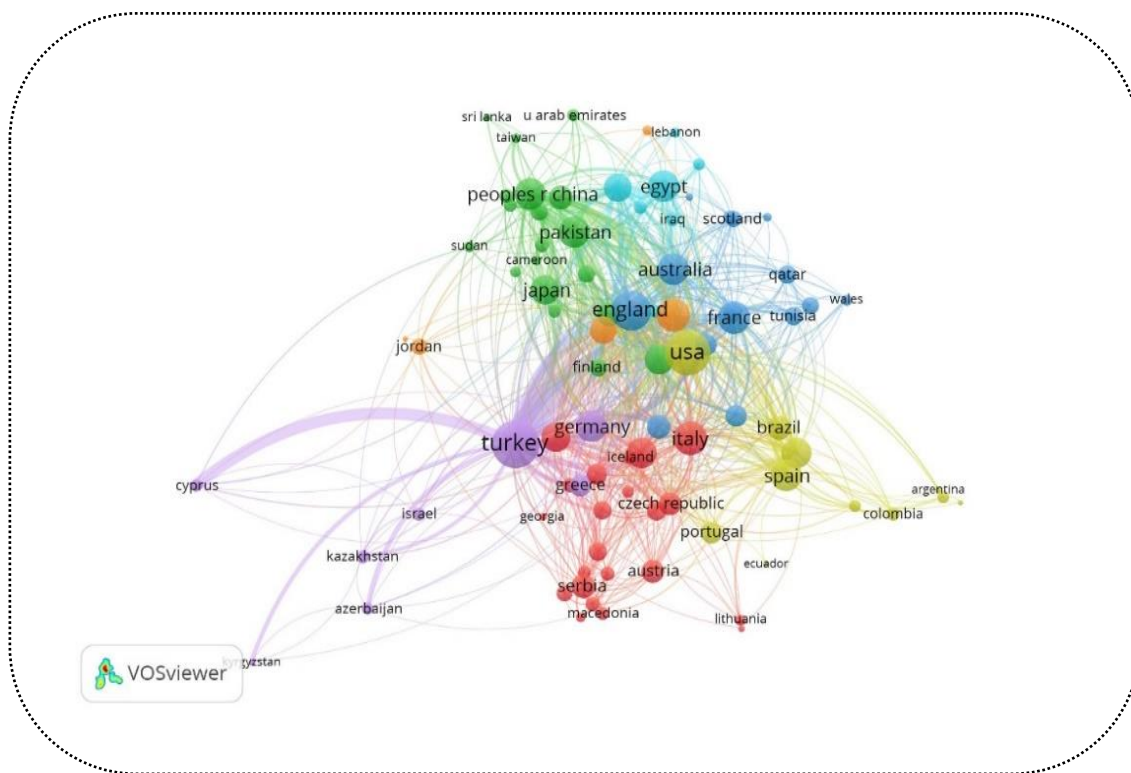 sri lanka
u arab emirates
taiwan
lebanon
peoples r china
egypt
iraq
scotland
pakistan
sudan
cameroon
australia
qatar
japan
wales
england
france
tunisia
jordan
usa
finland
turkey
germany
italy
brazil
iceland
cyprus
greece
spain
argentina
israel
georgia
czech republic
colombia
portugal
kazakhstan
ecuador
austria
serbia
azerbaijan
macedonia
lithuania
kyrgyzstan
VOSviewer